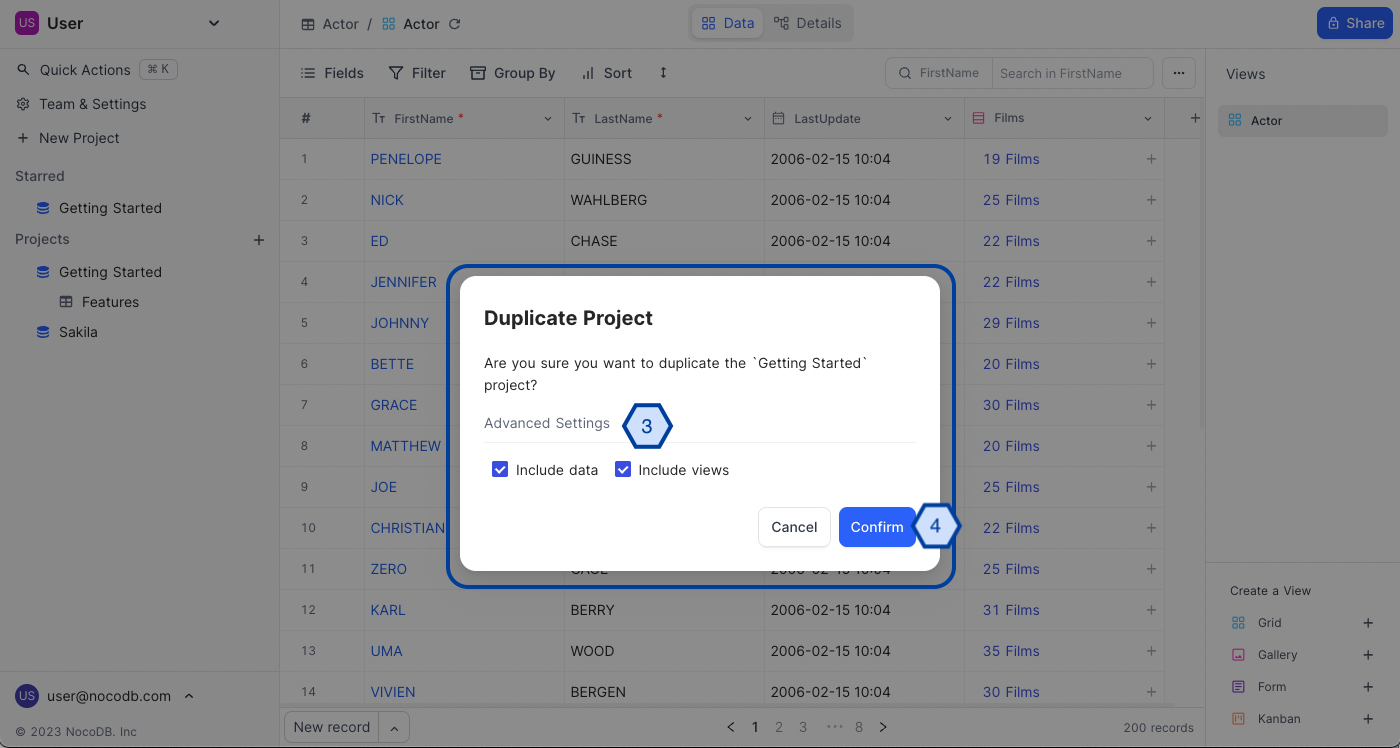 US User
Actor / Actor
Data Details
Share
Quick Actions ⌘ K
Team & Settings
New Project
Starred
Getting Started
Projects +
Getting Started
Features
Sakila
US user@nocodb.com
© 2023 NocoDB. Inc
Fields Filter Group By Sort
FirstName Search in FirstName ...
# FirstName * LastName * LastUpdate Films +
1 PENELOPE GUINESS 2006-02-15 10:04 19 Films +
2 NICK WAHLBERG 2006-02-15 10:04 25 Films +
3 ED CHASE 2006-02-15 10:04 22 Films +
4 JENNIFER 22 Films +
5 JOHNNY 29 Films +
6 BETTE 20 Films +
7 GRACE 30 Films +
8 MATTHEW 20 Films +
9 JOE 25 Films +
10 CHRISTIAN 22 Films +
11 ZERO 25 Films +
12 KARL BERRY 2006-02-15 10:04 31 Films +
13 UMA WOOD 2006-02-15 10:04 35 Films +
14 VIVIEN BERGEN 2006-02-15 10:04 30 Films +
Duplicate Project
Are you sure you want to duplicate the `Getting Started`
project?
Advanced Settings 3
Include data Include views
Cancel Confirm 4
New record
< 1 2 3 ••• 8 >
200 records
Views
Actor
Create a View
Grid +
Gallery +
Form +
Kanban +